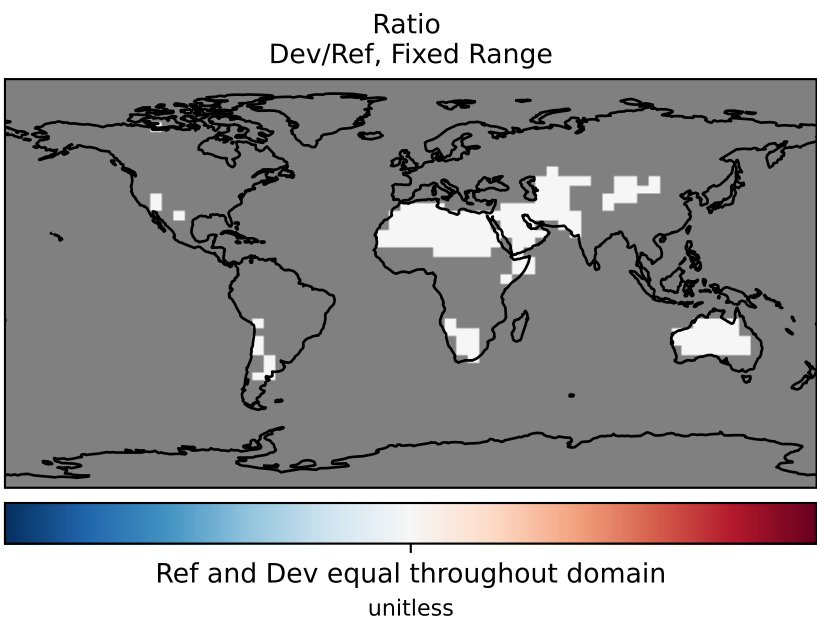 Ratio
Dev/Ref, Fixed Range
Ref and Dev equal throughout domain
unitless